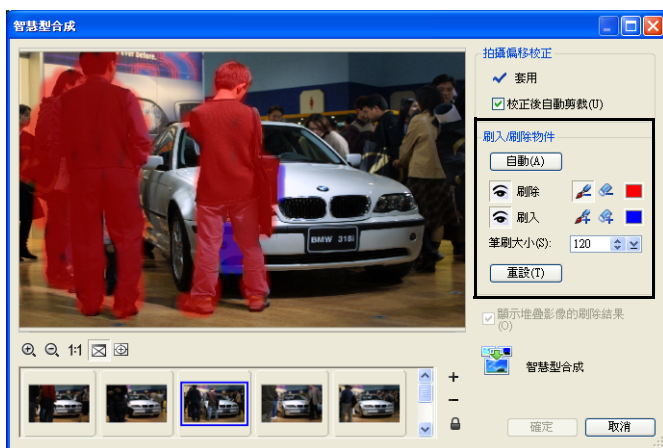 智慧型合成
拍攝偏移校正
套用
校正後自動剪裁(U)
刷入/刷除物件
自動(A)
刷除
刷入
筆刷大小(S): 120
重設(T)
顯示堆疊影像的刷除結果(O)
智慧型合成
確定
取消
1:1
BMW 318i